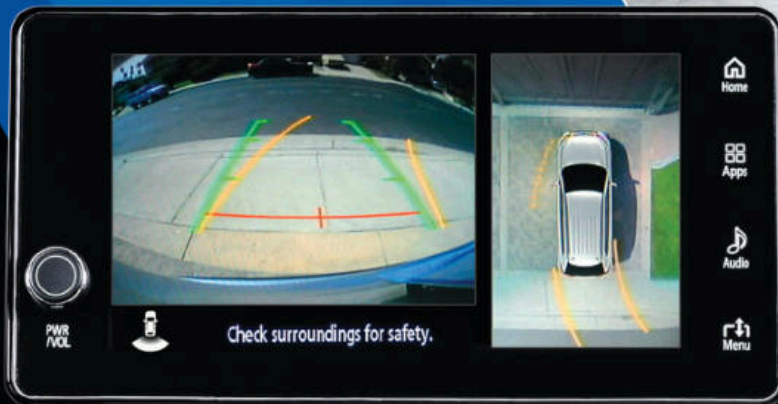 Home
Apps
Audio
PWR
/VOL
Check surroundings for safety.
Menu